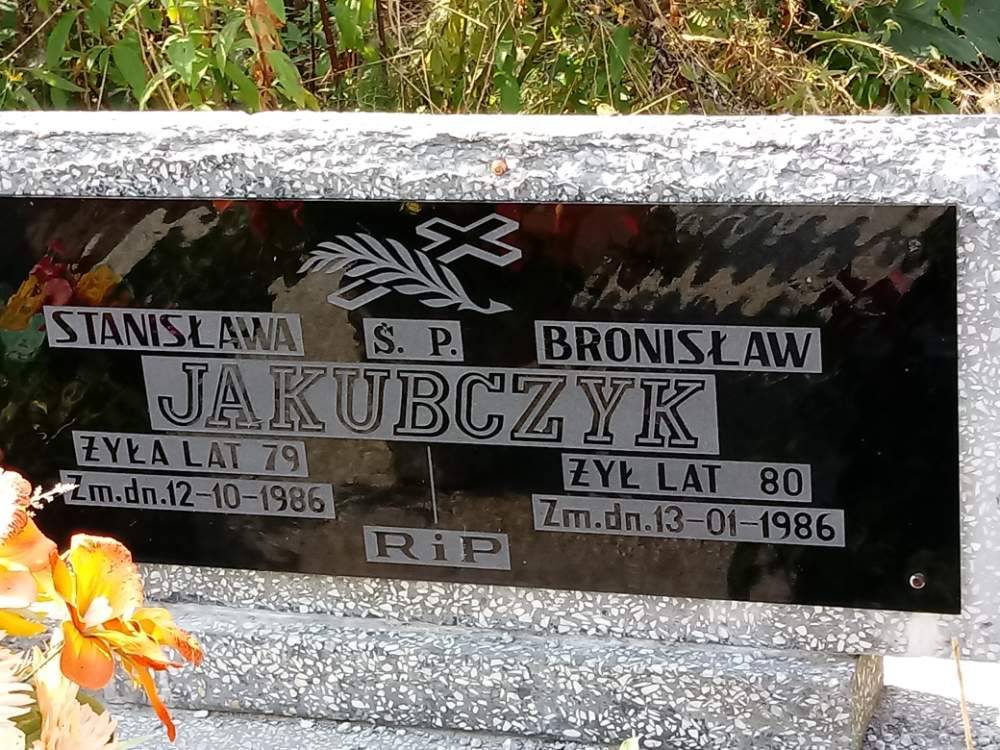 STANISŁAWA Ś. P. BRONISŁAW
JAKUBCZYK
ŻYŁA LAT 79
Zm.dn.12-10-1986
ŻYŁ LAT 80
Zm.dn.13-01-1986
RiP